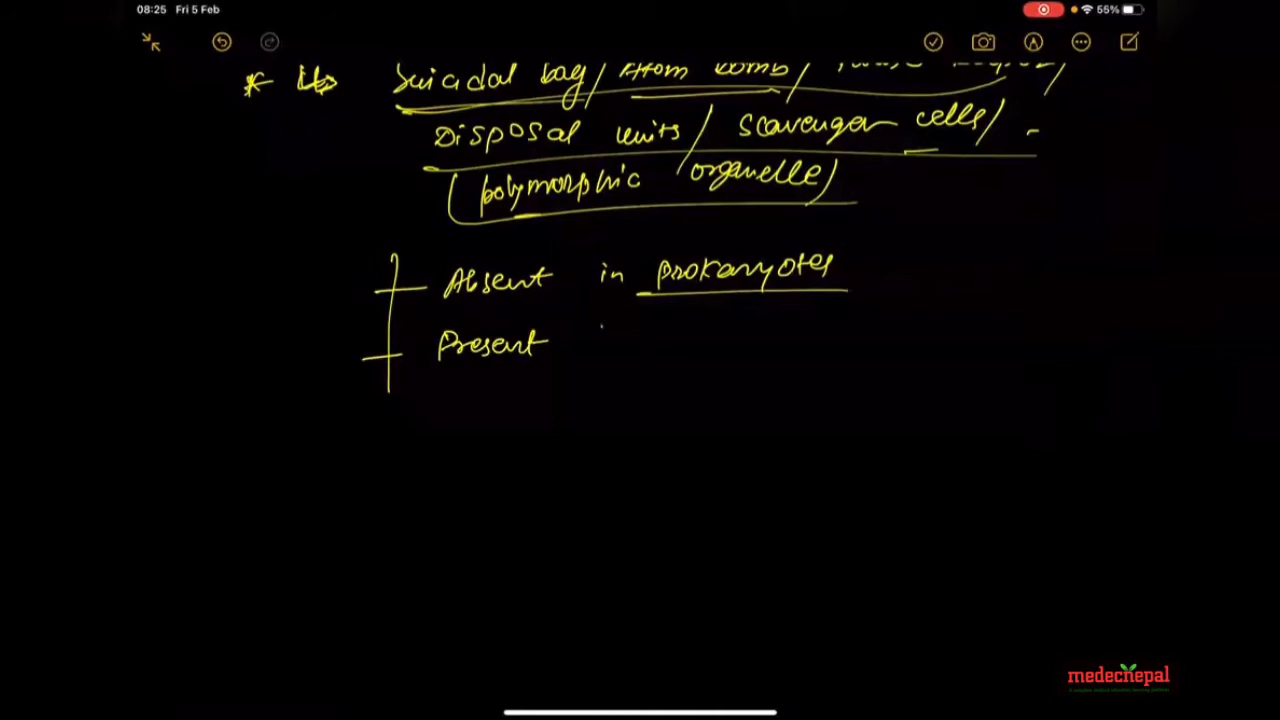 08:25 Fri 5 Feb 55%
* Ly Suicidal bag / Atom bomb /
Disposal units / scavenger cells /
(polymorphic organelle)
Absent in prokaryotes
Present
medecnepal